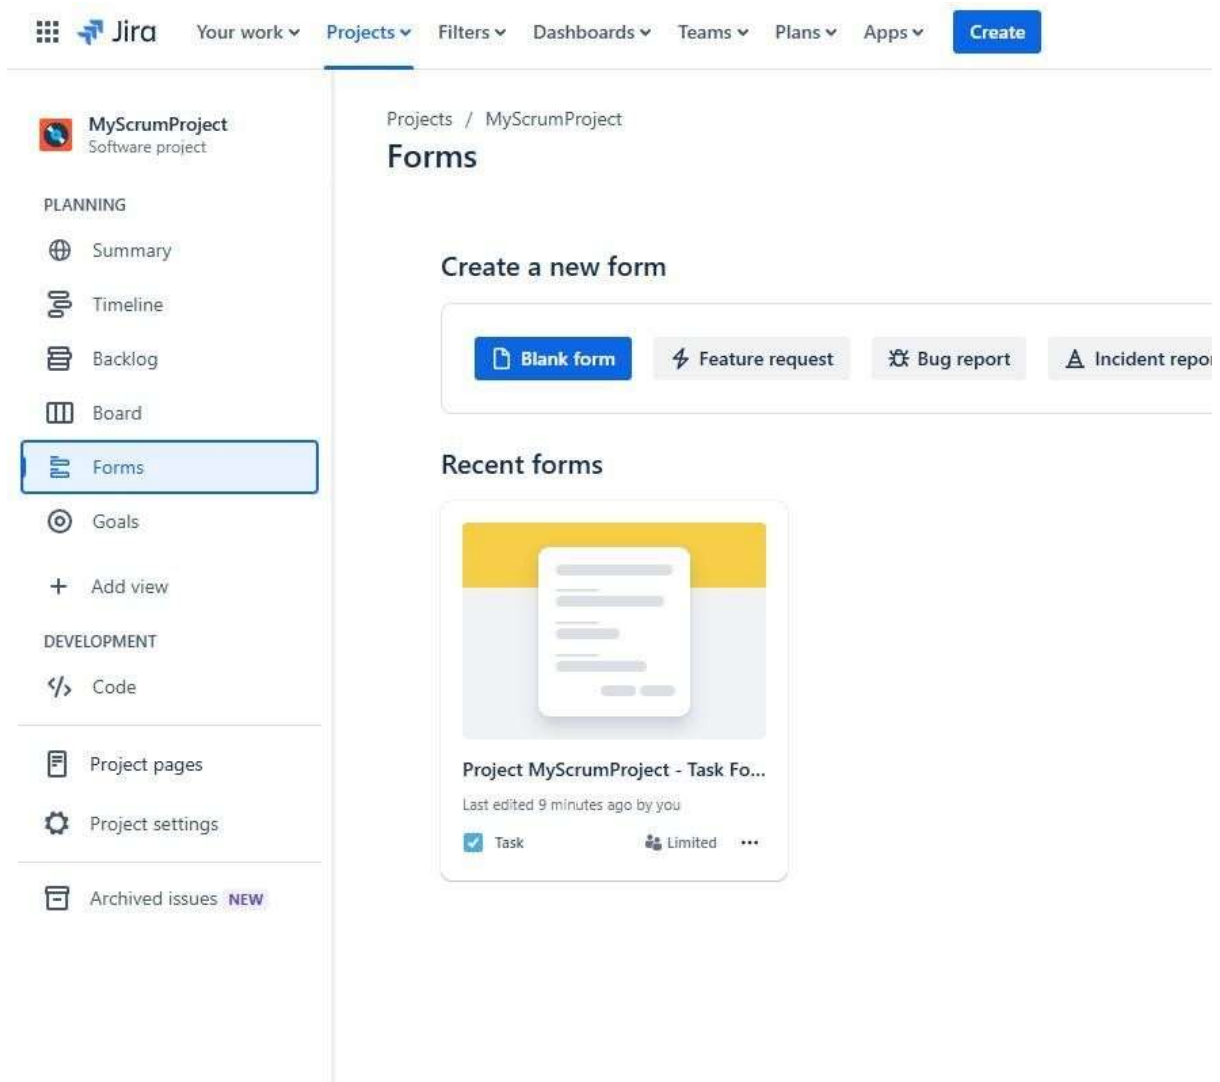 Jira Your work Projects Filters Dashboards Teams Plans Apps Create
MyScrumProject
Software project
PLANNING
Summary
Timeline
Backlog
Board
Forms
Goals
Add view
DEVELOPMENT
Code
Project pages
Project settings
Archived issues NEW
Projects / MyScrumProject
Forms
Create a new form
Blank form Feature request Bug report Incident repor
Recent forms
Project MyScrumProject - Task Fo...
Last edited 9 minutes ago by you
Task Limited